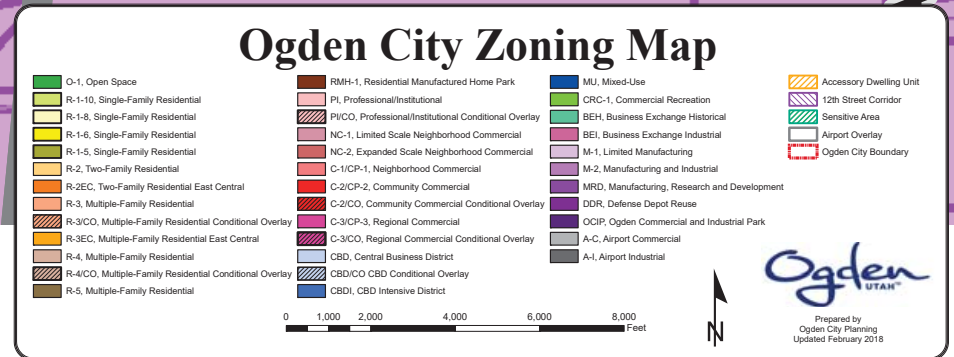 Ogden City Zoning Map
O-1, Open Space
R-1-10, Single-Family Residential
R-1-8, Single-Family Residential
R-1-6, Single-Family Residential
R-1-5, Single-Family Residential
R-2, Two-Family Residential
R-2EC, Two-Family Residential East Central
R-3, Multiple-Family Residential
R-3/CO, Multiple-Family Residential Conditional Overlay
R-3EC, Multiple-Family Residential East Central
R-4, Multiple-Family Residential
R-4/CO, Multiple-Family Residential Conditional Overlay
R-5, Multiple-Family Residential
RMH-1, Residential Manufactured Home Park
PI, Professional/Institutional
PI/CO, Professional/Institutional Conditional Overlay
NC-1, Limited Scale Neighborhood Commercial
NC-2, Expanded Scale Neighborhood Commercial
C-1/CP-1, Neighborhood Commercial
C-2/CP-2, Community Commercial
C-2/CO, Community Commercial Conditional Overlay
C-3/CP-3, Regional Commercial
C-3/CO, Regional Commercial Conditional Overlay
CBD, Central Business District
CBD/CO CBD Conditional Overlay
CBDI, CBD Intensive District
MU, Mixed-Use
CRC-1, Commercial Recreation
BEH, Business Exchange Historical
BEI, Business Exchange Industrial
M-1, Limited Manufacturing
M-2, Manufacturing and Industrial
MRD, Manufacturing, Research and Development
DDR, Defense Depot Reuse
OCIP, Ogden Commercial and Industrial Park
A-C, Airport Commercial
A-I, Airport Industrial
Accessory Dwelling Unit
12th Street Corridor
Sensitive Area
Airport Overlay
Ogden City Boundary
0 1,000 2,000 4,000 6,000 8,000
Feet
N
Ogden
UTAH™
Prepared by
Ogden City Planning
Updated February 2018